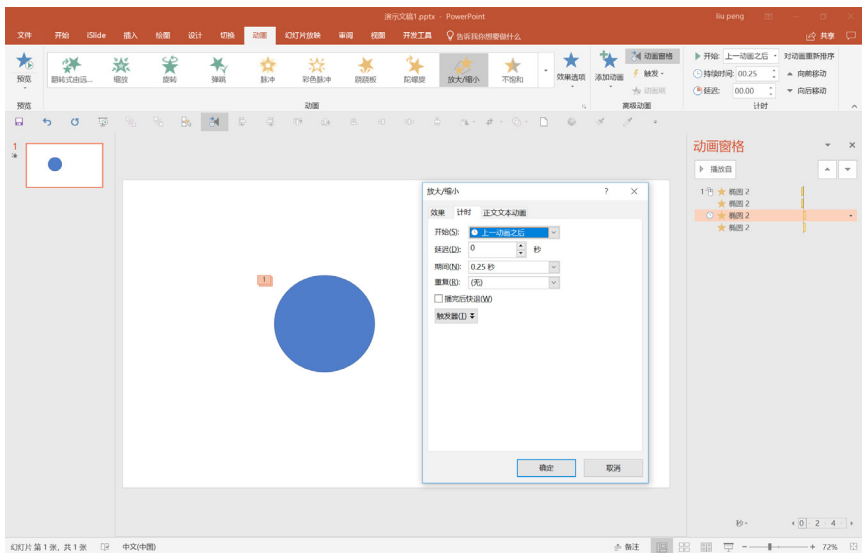 演示文稿1.pptx - PowerPoint
liu peng
文件 开始 iSlide 插入 绘图 设计 切换 动画 幻灯片放映 审阅 视图 开发工具 告诉我你想要做什么 共享
预览
翻转式由远... 缩放 旋转 弹跳 脉冲 彩色脉冲 跷跷板 陀螺旋 放大/缩小 不饱和
效果选项
添加动画
动画窗格
触发
动画刷
开始: 上一动画之后
持续时间: 00.25
延迟: 00.00
对动画重新排序
向前移动
向后移动
预览 动画 高级动画 计时
1
动画窗格
播放自
1 椭圆 2
椭圆 2
椭圆 2
椭圆 2
1
放大/缩小 ? ×
效果 计时 正文文本动画
开始(S): 上一动画之后
延迟(D): 0 秒
期间(N): 0.25 秒
重复(R): (无)
播完后快退(W)
触发器(T)
确定 取消
秒 0 2 4
幻灯片 第 1 张，共 1 张 中文(中国) 备注 72%